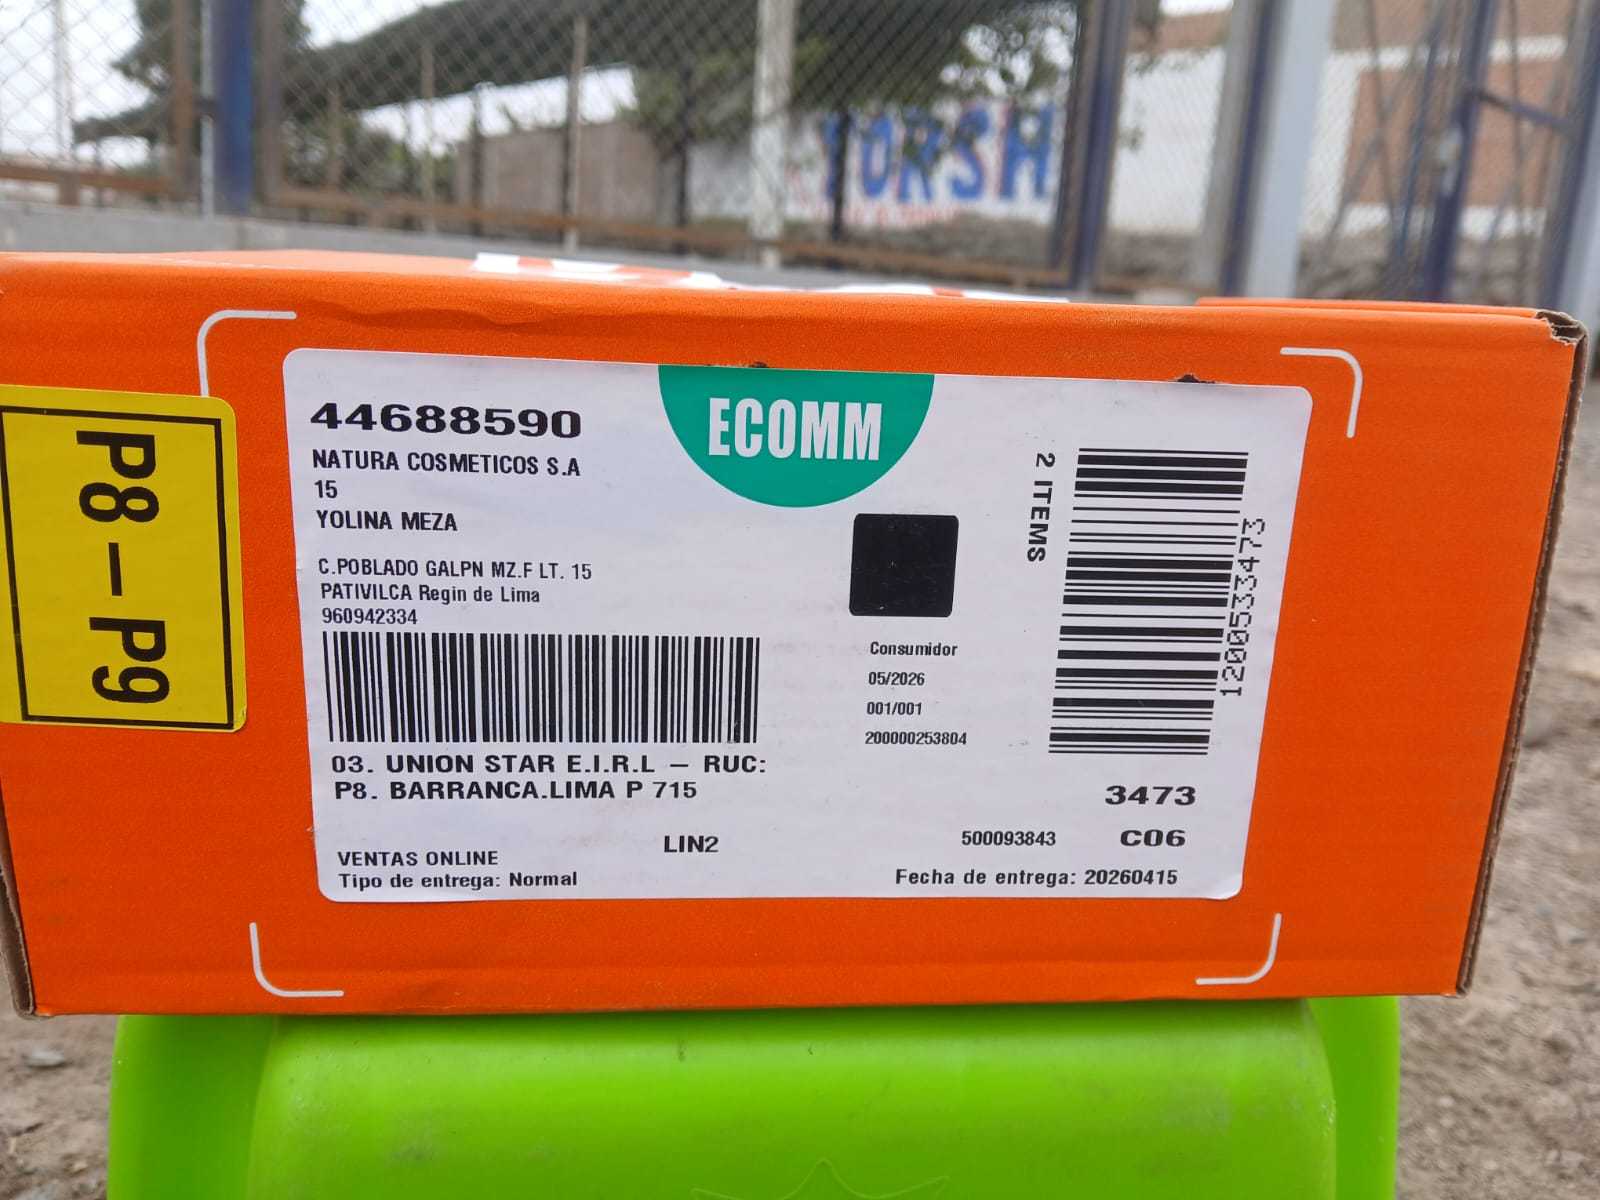 YORSH
P8-P9
44688590
NATURA COSMETICOS S.A
15
YOLINA MEZA
C.POBLADO GALPN MZ.F LT. 15
PATIVILCA Regin de Lima
960942334
03. UNION STAR E.I.R.L – RUC:
P8. BARRANCA.LIMA P 715
LIN2
VENTAS ONLINE
Tipo de entrega: Normal
ECOMM
2 ITEMS
1200533473
Consumidor
05/2026
001/001
200000253804
3473
500093843 C06
Fecha de entrega: 20260415